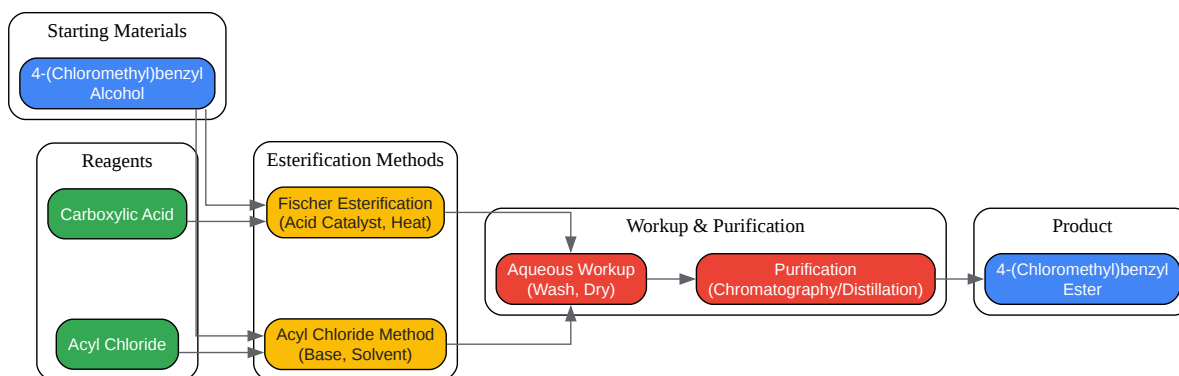 Starting Materials
4-(Chloromethyl)benzyl
Alcohol
Reagents
Carboxylic Acid
Acyl Chloride
Esterification Methods
Fischer Esterification
(Acid Catalyst, Heat)
Acyl Chloride Method
(Base, Solvent)
Workup & Purification
Aqueous Workup
(Wash, Dry)
Purification
(Chromatography/Distillation)
Product
4-(Chloromethyl)benzyl
Ester